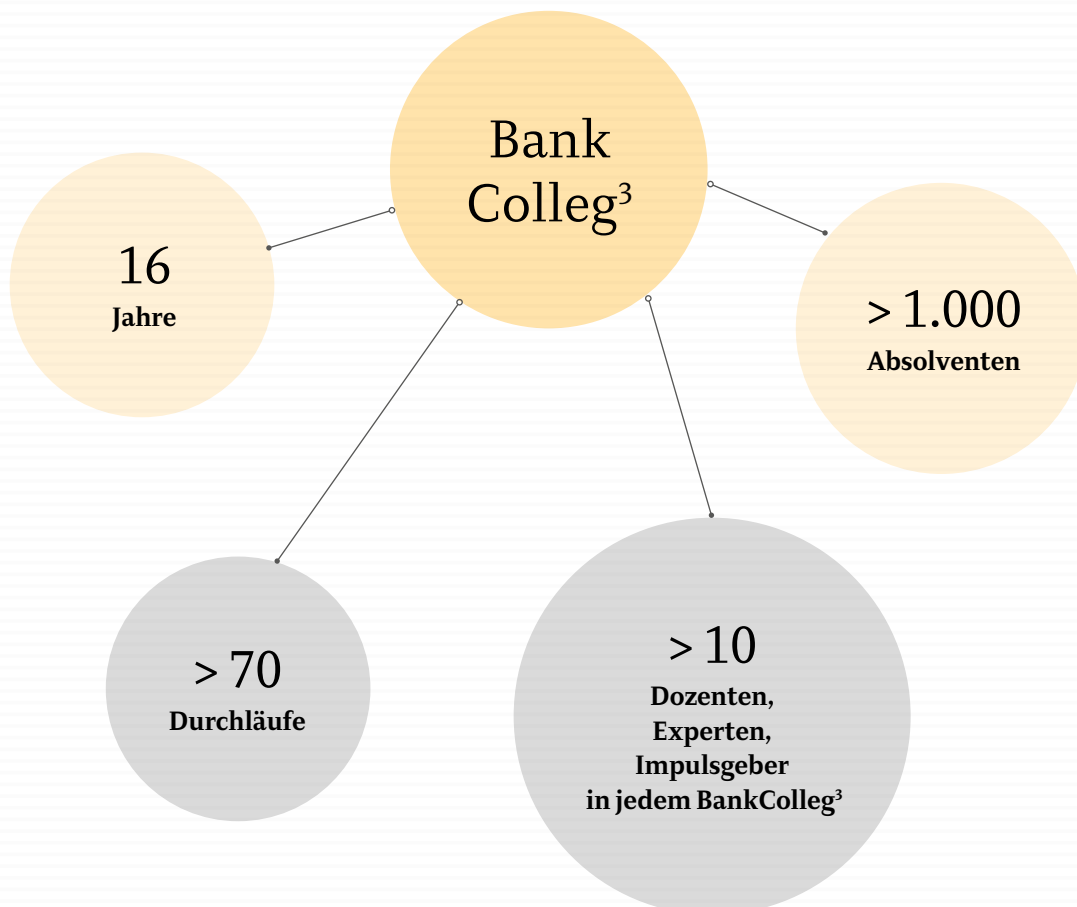 Bank
Colleg³
16
Jahre
> 1.000
Absolventen
> 70
Durchläufe
> 10
Dozenten,
Experten,
Impulsgeber
in jedem BankColleg³